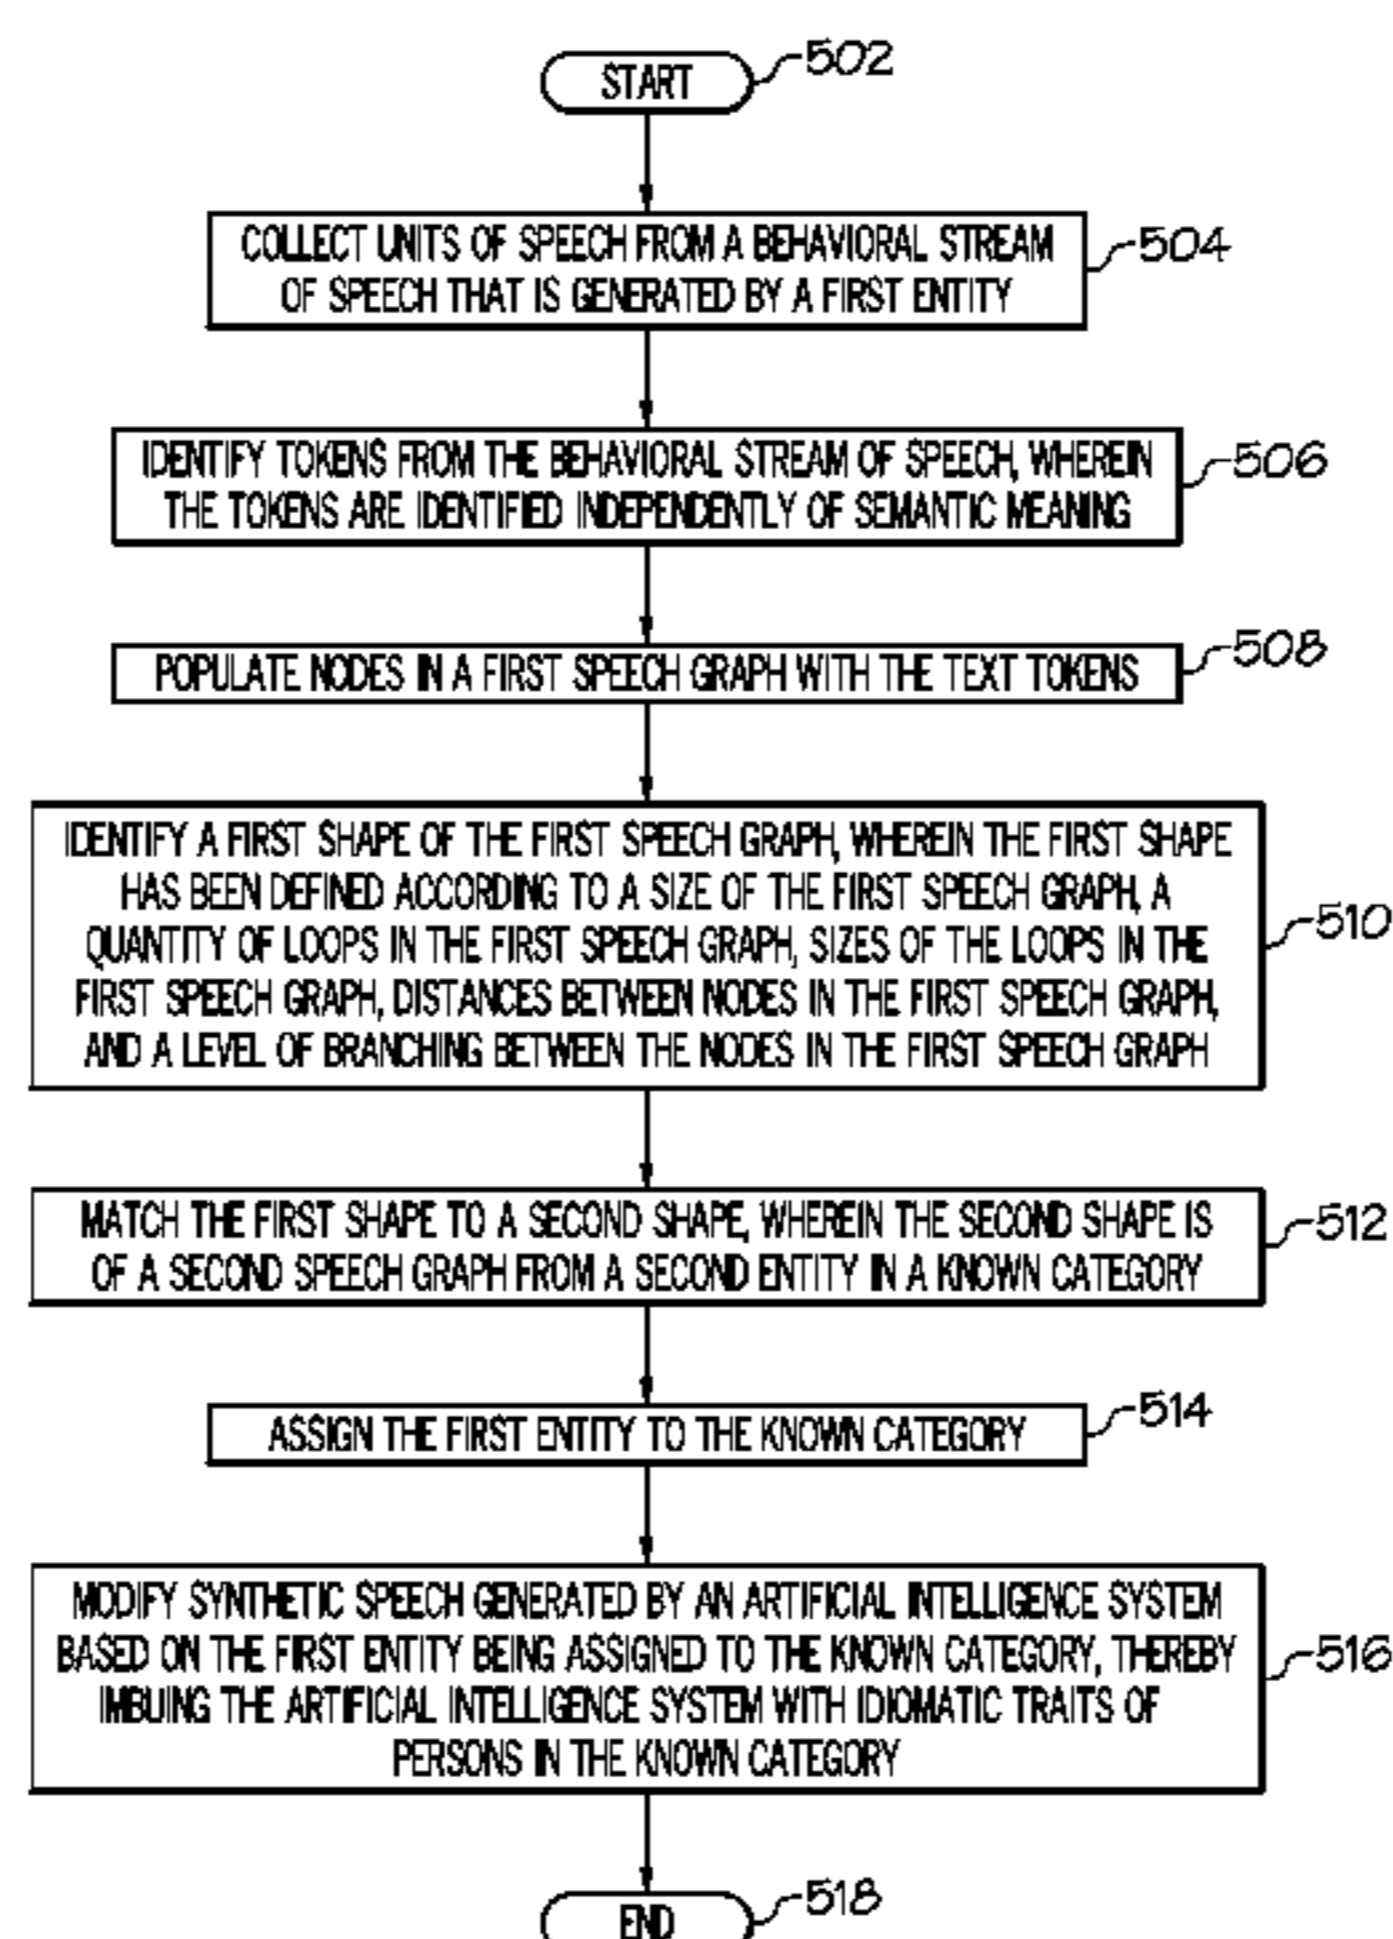 START
502
COLLECT UNITS OF SPEECH FROM A BEHAVIORAL STREAM
OF SPEECH THAT IS GENERATED BY A FIRST ENTITY
504
IDENTIFY TOKENS FROM THE BEHAVIORAL STREAM OF SPEECH, WHEREIN
THE TOKENS ARE IDENTIFIED INDEPENDENTLY OF SEMANTIC MEANING
506
POPULATE NODES IN A FIRST SPEECH GRAPH WITH THE TEXT TOKENS
508
IDENTIFY A FIRST SHAPE OF THE FIRST SPEECH GRAPH, WHEREIN THE FIRST SHAPE
HAS BEEN DEFINED ACCORDING TO A SIZE OF THE FIRST SPEECH GRAPH, A
QUANTITY OF LOOPS IN THE FIRST SPEECH GRAPH, SIZES OF THE LOOPS IN THE
FIRST SPEECH GRAPH, DISTANCES BETWEEN NODES IN THE FIRST SPEECH GRAPH,
AND A LEVEL OF BRANCHING BETWEEN THE NODES IN THE FIRST SPEECH GRAPH
510
MATCH THE FIRST SHAPE TO A SECOND SHAPE, WHEREIN THE SECOND SHAPE IS
OF A SECOND SPEECH GRAPH FROM A SECOND ENTITY IN A KNOWN CATEGORY
512
ASSIGN THE FIRST ENTITY TO THE KNOWN CATEGORY
514
MODIFY SYNTHETIC SPEECH GENERATED BY AN ARTIFICIAL INTELLIGENCE SYSTEM
BASED ON THE FIRST ENTITY BEING ASSIGNED TO THE KNOWN CATEGORY, THEREBY
IMBUING THE ARTIFICIAL INTELLIGENCE SYSTEM WITH IDIOMATIC TRAITS OF
PERSONS IN THE KNOWN CATEGORY
516
END
518